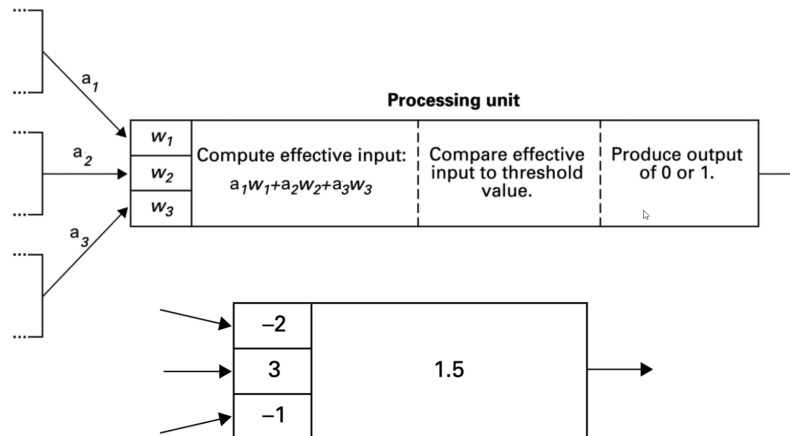 a1
Processing unit
a2
w1
w2
w3
Compute effective input:
a1w1+a2w2+a3w3
Compare effective
input to threshold
value.
Produce output
of 0 or 1.
a3
–2
3
–1
1.5